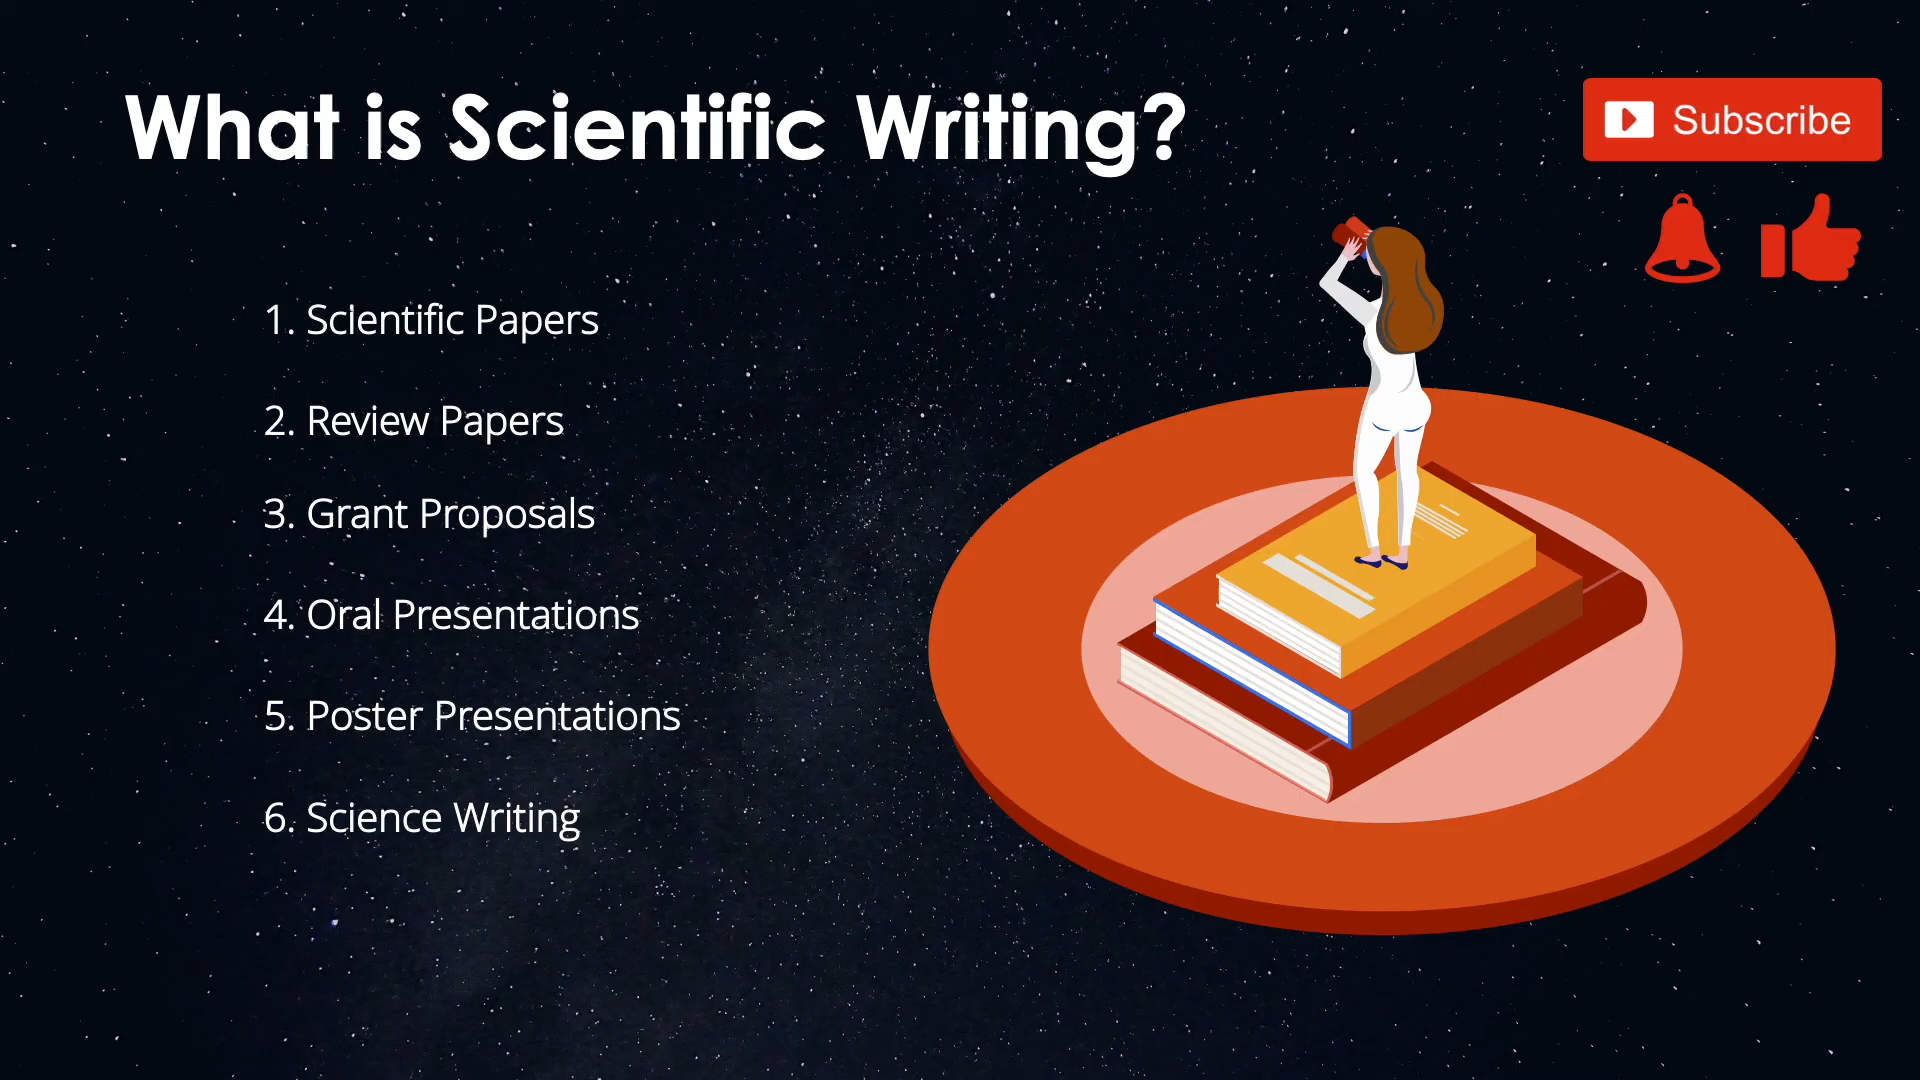 What is Scientific Writing?
Subscribe
1. Scientific Papers
2. Review Papers
3. Grant Proposals
4. Oral Presentations
5. Poster Presentations
6. Science Writing